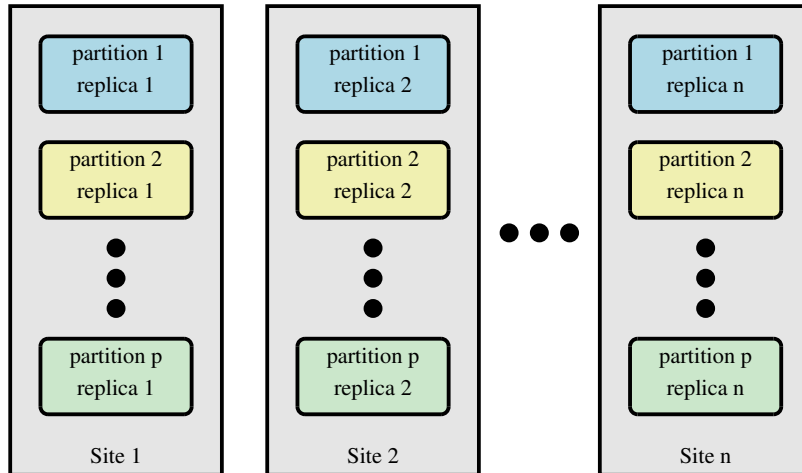 partition 1
replica 1
partition 2
replica 1
partition p
replica 1
Site 1
partition 1
replica 2
partition 2
replica 2
partition p
replica 2
Site 2
partition 1
replica n
partition 2
replica n
partition p
replica n
Site n